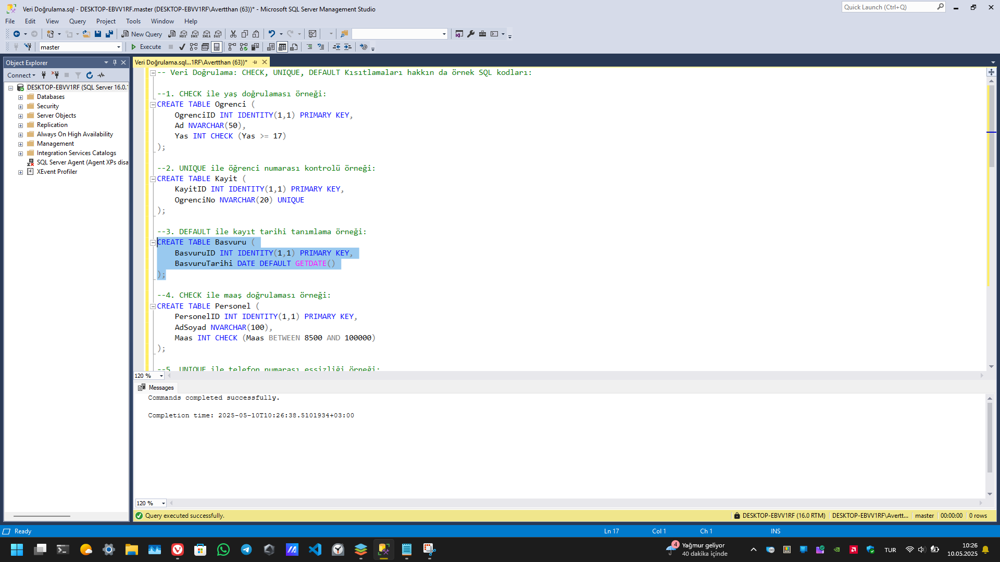 Veri Doğrulama.sql - DESKTOP-EBVV1RF.master (DESKTOP-EBVV1RF\Avertthan (63))* - Microsoft SQL Server Management Studio
Quick Launch (Ctrl+Q)
File Edit View Query Project Tools Window Help
New Query
MDX DMX XMLA DAX
master
Execute
Object Explorer
Connect
DESKTOP-EBVV1RF (SQL Server 16.0.1
Databases
Security
Server Objects
Replication
Always On High Availability
Management
Integration Services Catalogs
SQL Server Agent (Agent XPs disa
XEvent Profiler
Veri Doğrulama.sql...1RF\Avertthan (63))*
-- Veri Doğrulama: CHECK, UNIQUE, DEFAULT Kısıtlamaları hakkın da örnek SQL kodları:
--1. CHECK ile yaş doğrulaması örneği:
CREATE TABLE Ogrenci (
OgrenciID INT IDENTITY(1,1) PRIMARY KEY,
Ad NVARCHAR(50),
Yas INT CHECK (Yas >= 17)
);
--2. UNIQUE ile öğrenci numarası kontrolü örneği:
CREATE TABLE Kayit (
KayitID INT IDENTITY(1,1) PRIMARY KEY,
OgrenciNo NVARCHAR(20) UNIQUE
);
--3. DEFAULT ile kayıt tarihi tanımlama örneği:
CREATE TABLE Basvuru (
BasvuruID INT IDENTITY(1,1) PRIMARY KEY,
BasvuruTarihi DATE DEFAULT GETDATE()
);
--4. CHECK ile maaş doğrulaması örneği:
CREATE TABLE Personel (
PersonelID INT IDENTITY(1,1) PRIMARY KEY,
AdSoyad NVARCHAR(100),
Maas INT CHECK (Maas BETWEEN 8500 AND 100000)
);
--5. UNIQUE ile telefon numarası eşsizliği örneği:
120 %
Messages
Commands completed successfully.
Completion time: 2025-05-10T10:26:38.5101934+03:00
120 %
Query executed successfully.
DESKTOP-EBVV1RF (16.0 RTM) DESKTOP-EBVV1RF\Avertt... master 00:00:00 0 rows
Ready
Ln 17 Col 1 Ch 1 INS
4
Yağmur geliyor
40 dakika içinde
TUR
10:26
10.05.2025